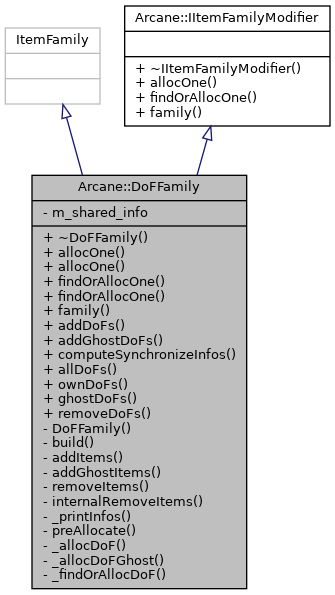 ItemFamily
Arcane::IItemFamilyModifier
+ ~IItemFamilyModifier()
+ allocOne()
+ findOrAllocOne()
+ family()
Arcane::DoFFamily
- m_shared_info
+ ~DoFFamily()
+ allocOne()
+ allocOne()
+ findOrAllocOne()
+ findOrAllocOne()
+ family()
+ addDoFs()
+ addGhostDoFs()
+ computeSynchronizeInfos()
+ allDoFs()
+ ownDoFs()
+ ghostDoFs()
+ removeDoFs()
- DoFFamily()
- build()
- addItems()
- addGhostItems()
- removeItems()
- internalRemoveItems()
- _printInfos()
- preAllocate()
- _allocDoF()
- _allocDoFGhost()
- _findOrAllocDoF()